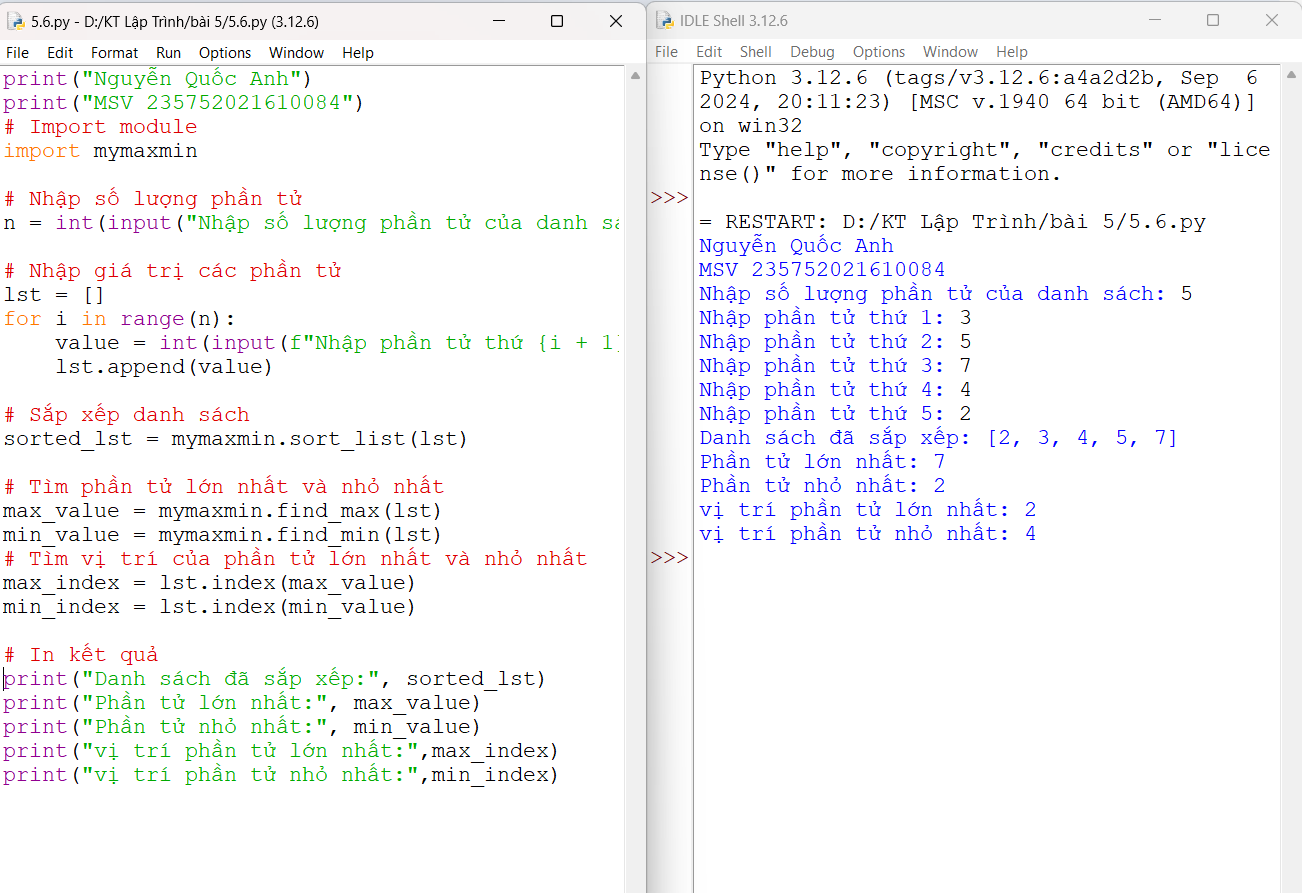 5.6.py - D:/KT Lập Trình/bài 5/5.6.py (3.12.6)
File Edit Format Run Options Window Help
print("Nguyễn Quốc Anh")
print("MSV 235752021610084")
# Import module
import mymaxmin
# Nhập số lượng phần tử
n = int(input("Nhập số lượng phần tử của danh sá
# Nhập giá trị các phần tử
lst = []
for i in range(n):
    value = int(input(f"Nhập phần tử thứ {i + 1}
    lst.append(value)
# Sắp xếp danh sách
sorted_lst = mymaxmin.sort_list(lst)
# Tìm phần tử lớn nhất và nhỏ nhất
max_value = mymaxmin.find_max(lst)
min_value = mymaxmin.find_min(lst)
# Tìm vị trí của phần tử lớn nhất và nhỏ nhất
max_index = lst.index(max_value)
min_index = lst.index(min_value)
# In kết quả
print("Danh sách đã sắp xếp:", sorted_lst)
print("Phần tử lớn nhất:", max_value)
print("Phần tử nhỏ nhất:", min_value)
print("vị trí phần tử lớn nhất:",max_index)
print("vị trí phần tử nhỏ nhất:",min_index)
IDLE Shell 3.12.6
File Edit Shell Debug Options Window Help
Python 3.12.6 (tags/v3.12.6:a4a2d2b, Sep  6
2024, 20:11:23) [MSC v.1940 64 bit (AMD64)]
on win32
Type "help", "copyright", "credits" or "lice
nse()" for more information.
>>>
= RESTART: D:/KT Lập Trình/bài 5/5.6.py
Nguyễn Quốc Anh
MSV 235752021610084
Nhập số lượng phần tử của danh sách: 5
Nhập phần tử thứ 1: 3
Nhập phần tử thứ 2: 5
Nhập phần tử thứ 3: 7
Nhập phần tử thứ 4: 4
Nhập phần tử thứ 5: 2
Danh sách đã sắp xếp: [2, 3, 4, 5, 7]
Phần tử lớn nhất: 7
Phần tử nhỏ nhất: 2
vị trí phần tử lớn nhất: 2
vị trí phần tử nhỏ nhất: 4
>>>